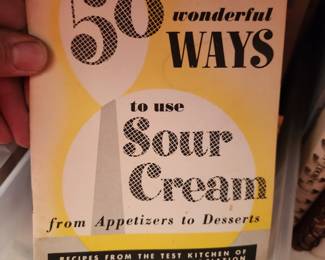 50 wonderful
WAYS
to use
Sour
Cream
from Appetizers to Desserts
RECIPES FROM THE TEST KITCHEN OF